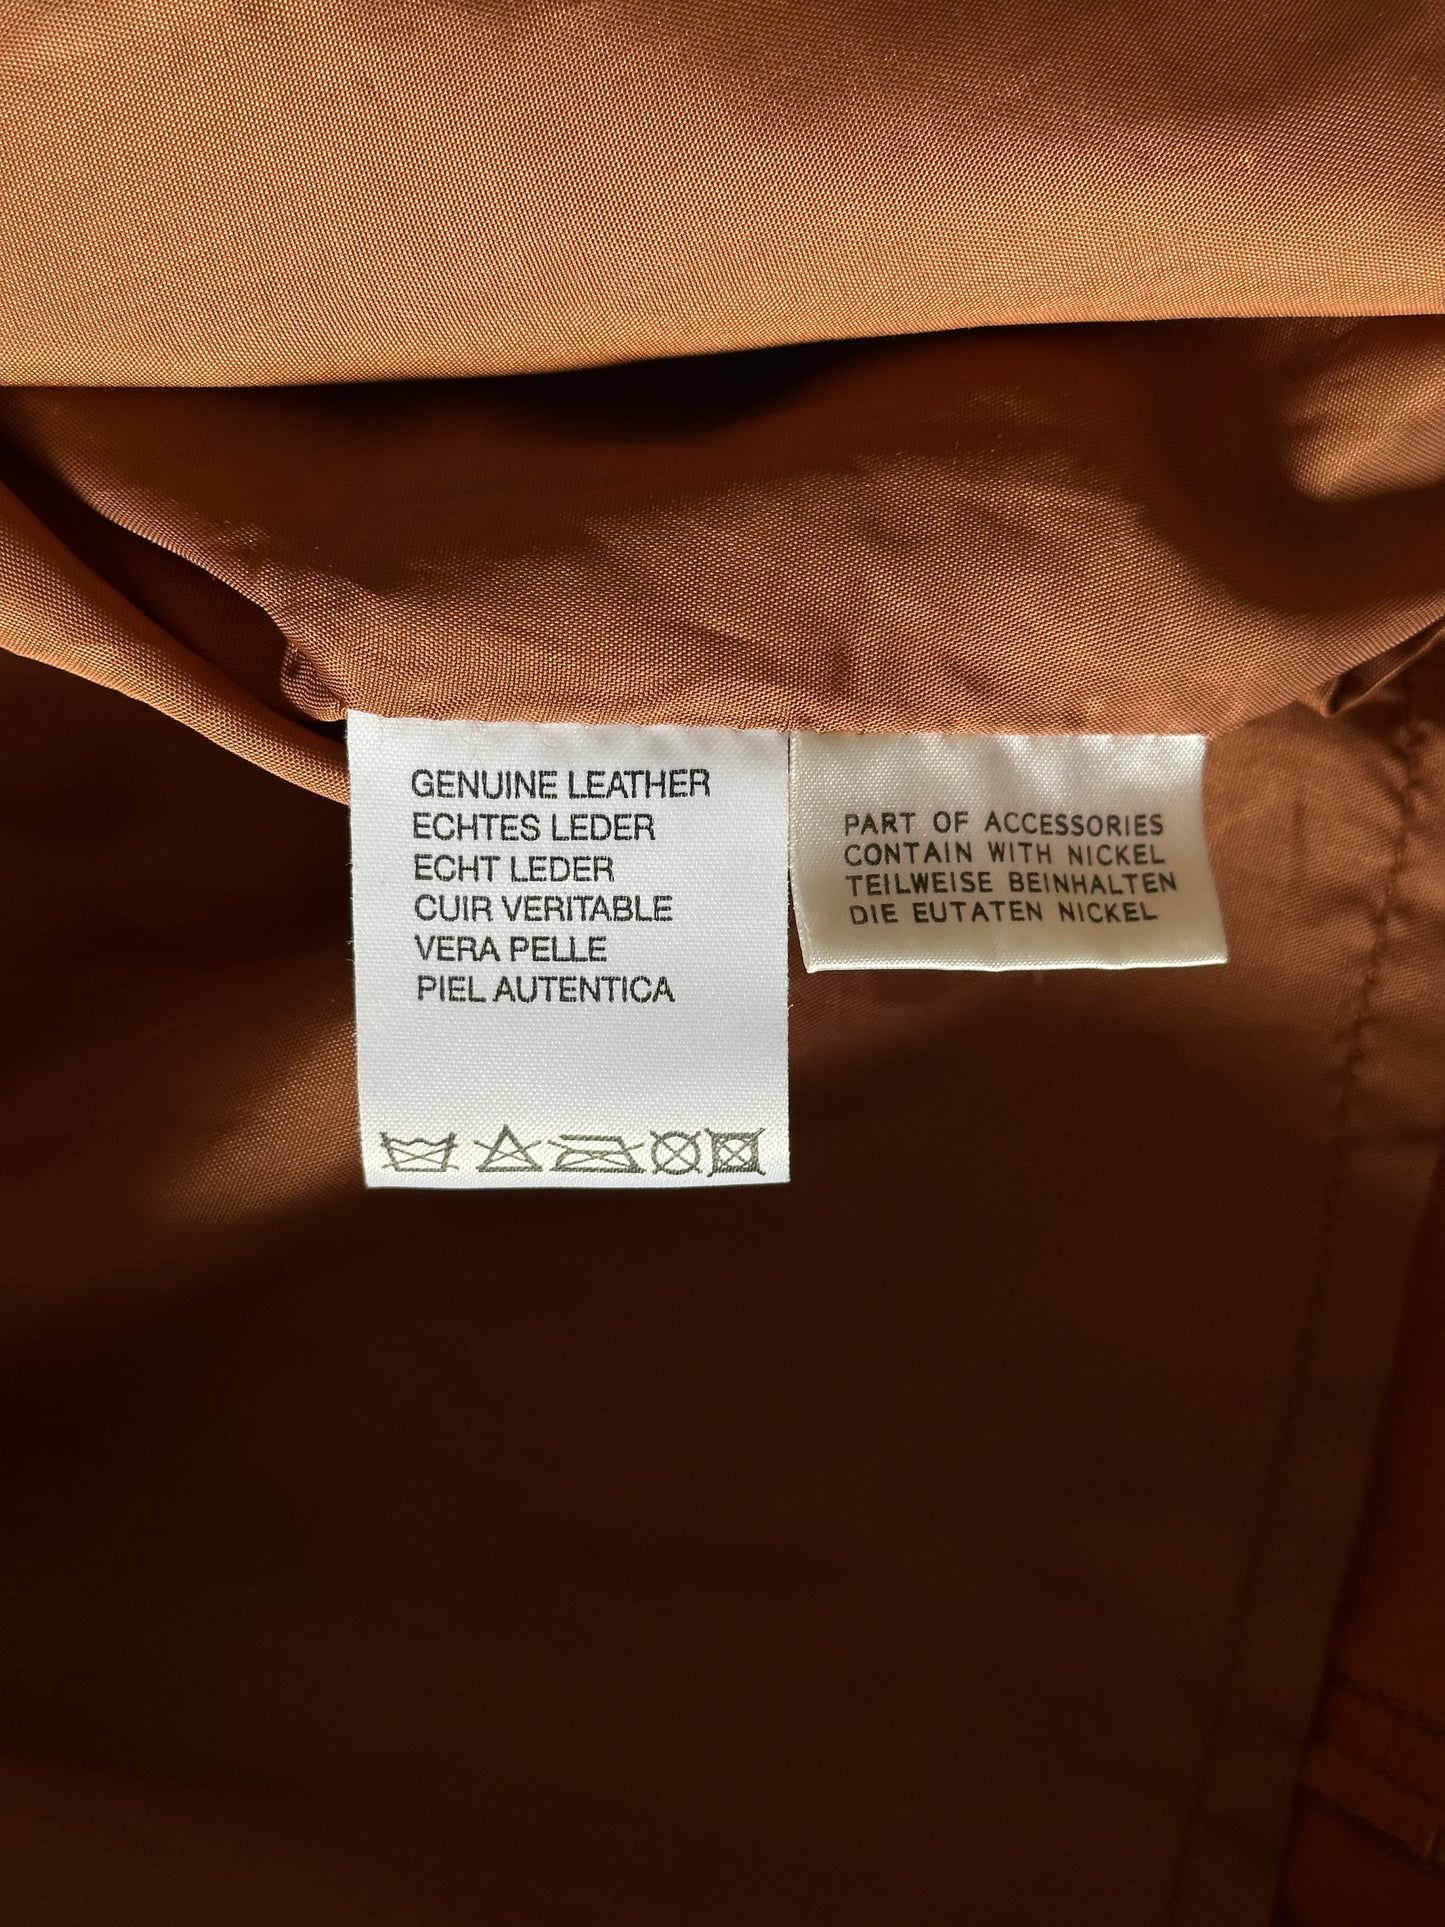 GENUINE LEATHER
ECHTES LEDER
ECHT LEDER
CUIR VERITABLE
VERA PELLE
PIEL AUTENTICA
PART OF ACCESSORIES
CONTAIN WITH NICKEL
TEILWEISE BEINHALTEN
DIE EUTATEN NICKEL